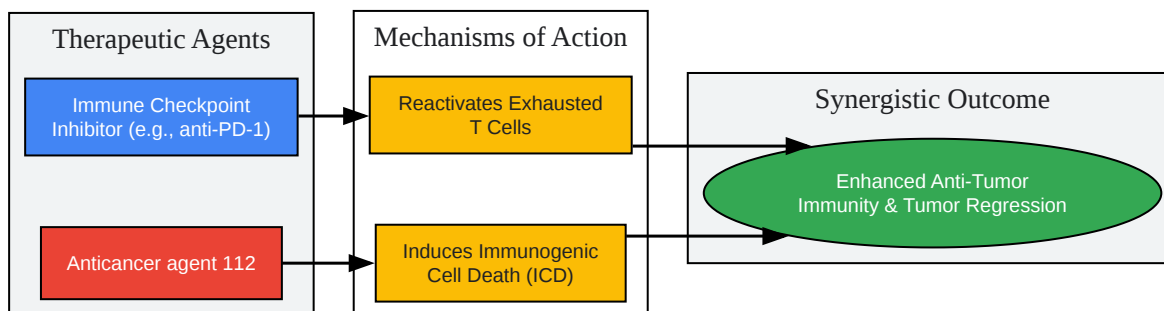 Therapeutic Agents
Immune Checkpoint
Inhibitor (e.g., anti-PD-1)
Anticancer agent 112
Mechanisms of Action
Reactivates Exhausted
T Cells
Induces Immunogenic
Cell Death (ICD)
Synergistic Outcome
Enhanced Anti-Tumor
Immunity & Tumor Regression